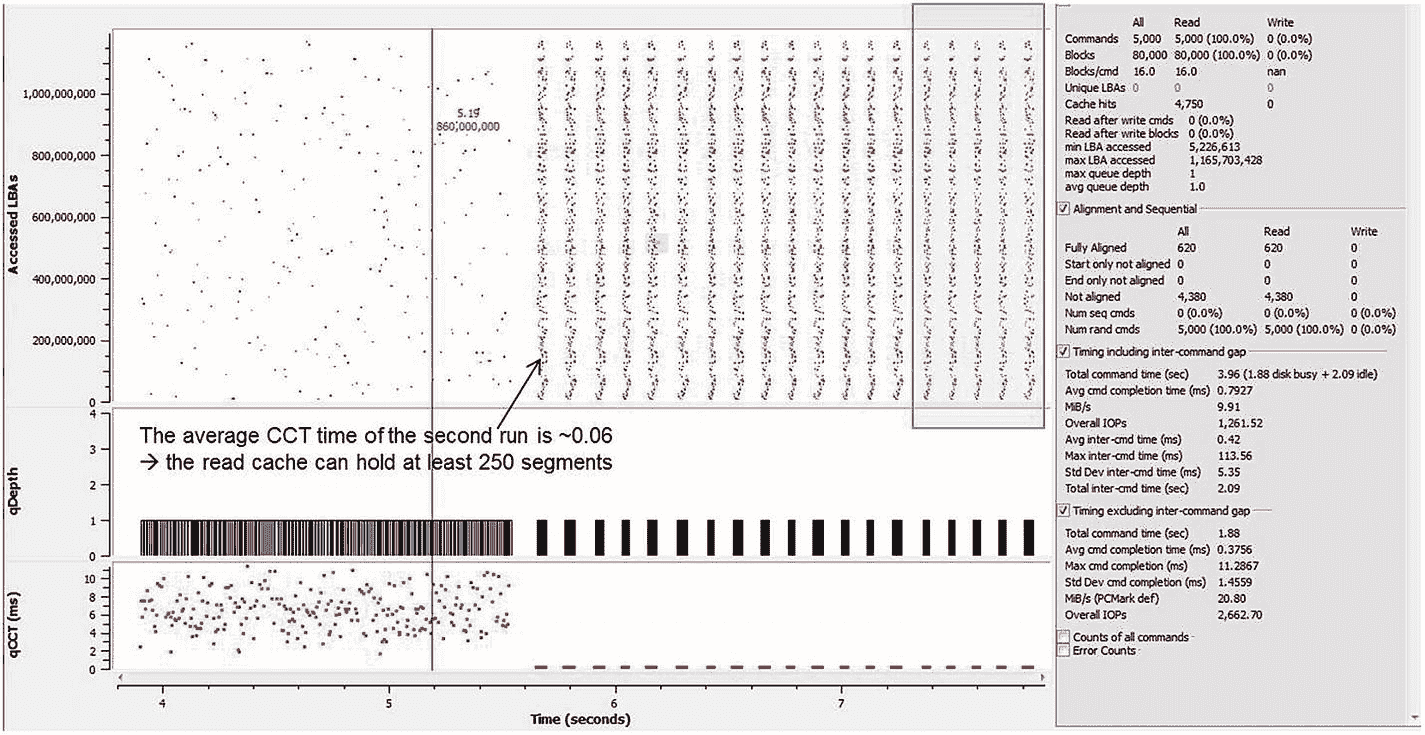 Accessed LBAs
1,000,000,000
800,000,000
600,000,000
400,000,000
200,000,000
0
5.19
860,000,000
The average CCT time of the second run is ~0.06
→ the read cache can hold at least 250 segments
qDepth
4
3
2
1
0
qCCT (ms)
10
8
6
4
2
0
4 5 6 7
Time (seconds)
All Read Write
Commands 5,000 5,000 (100.0%) 0 (0.0%)
Blocks 80,000 80,000 (100.0%) 0 (0.0%)
Blocks/cmd 16.0 16.0 nan
Unique LBAs 0 0 0
Cache hits 4,750 0
Read after write cmds 0 (0.0%)
Read after write blocks 0 (0.0%)
min LBA accessed 5,226,613
max LBA accessed 1,165,703,428
max queue depth 1
avg queue depth 1.0
Alignment and Sequential
All Read Write
Fully Aligned 620 620 0
Start only not aligned 0 0 0
End only not aligned 0 0 0
Not aligned 4,380 4,380 0
Num seq cmds 0 (0.0%) 0 (0.0%) 0 (0.0%)
Num rand cmds 5,000 (100.0%) 5,000 (100.0%) 0 (0.0%)
Timing including inter-command gap
Total command time (sec) 3.96 (1.88 disk busy + 2.09 idle)
Avg cmd completion time (ms) 0.7927
MiB/s 9.91
Overall IOPs 1,261.52
Avg inter-cmd time (ms) 0.42
Max inter-cmd time (ms) 113.56
Std Dev inter-cmd time (ms) 5.35
Total inter-cmd time (sec) 2.09
Timing excluding inter-command gap
Total command time (sec) 1.88
Avg cmd completion time (ms) 0.3756
Max cmd completion (ms) 11.2867
Std Dev cmd completion (ms) 1.4559
MiB/s (PCMark def) 20.80
Overall IOPs 2,662.70
Counts of all commands
Error Counts